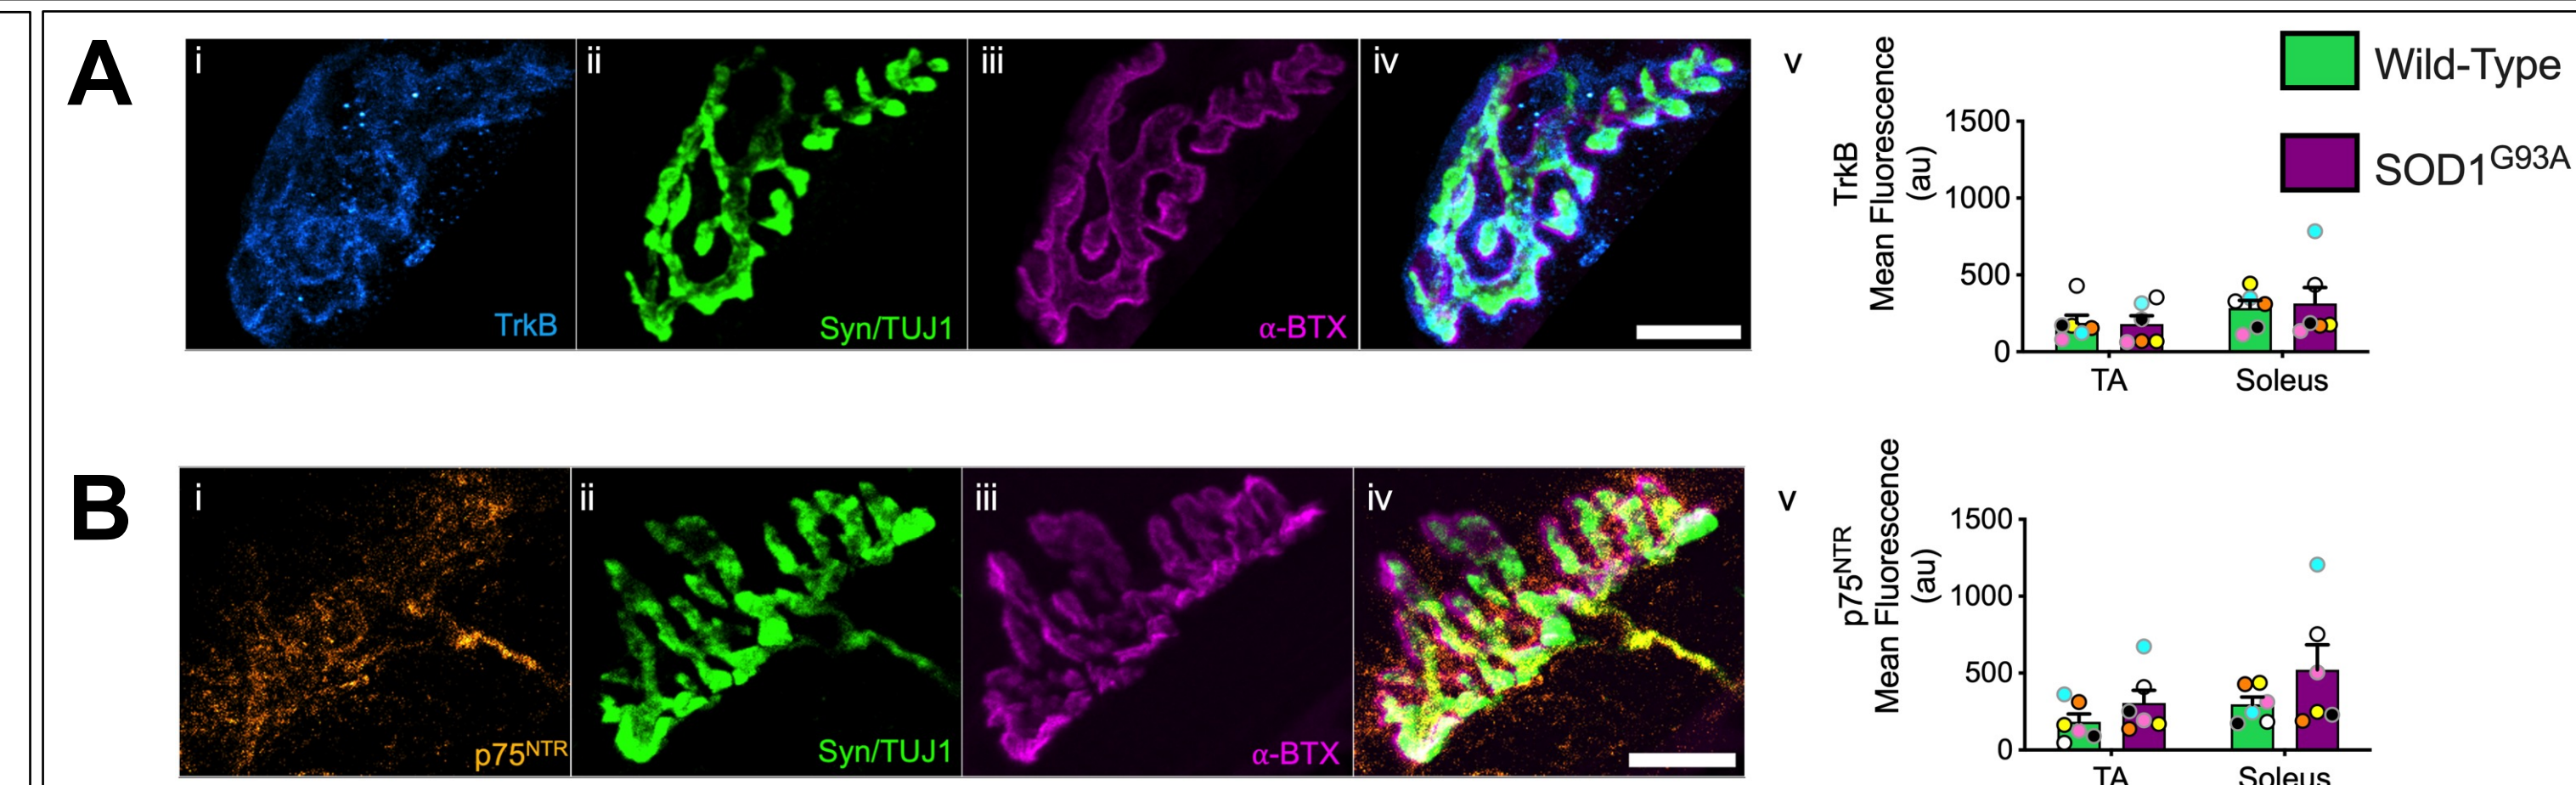 A
i
ii
iii
iv
v
TrkB
Syn/TUJ1
α-BTX
TrkB
Mean Fluorescence
(au)
1500
1000
500
0
TA
Soleus
Wild-Type
SOD1G93A
B
i
ii
iii
iv
v
p75NTR
Syn/TUJ1
α-BTX
p75NTR
Mean Fluorescence
(au)
1500
1000
500
0
TA
Soleus